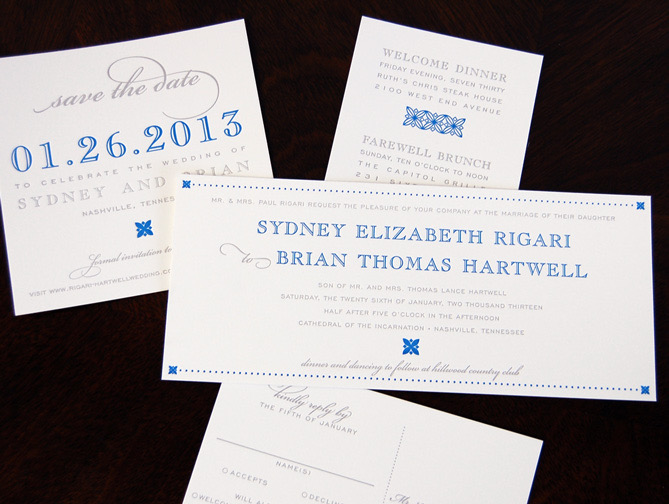 save the date
01.26.2013
TO CELEBRATE THE WEDDING OF
SYDNEY AND BRIAN
NASHVILLE,
formal invitation to
VISIT WWW.RIGARI-HARTWELLWEDDING.
WELCOME DINNER
FRIDAY EVENING, SEVEN THIRTY
RUTH'S CHRIS STEAK HOUSE
2100 WEST END AVENUE
FAREWELL BRUNCH
SUNDAY, TEN O'CLOCK TO NOON
THE CAPITOL GRILLE
231
MR. & MRS. PAUL RIGARI REQUEST THE PLEASURE OF YOUR COMPANY AT THE MARRIAGE OF THEIR DAUGHTER
SYDNEY ELIZABETH RIGARI
to BRIAN THOMAS HARTWELL
SON OF MR. AND MRS. THOMAS LANCE HARTWELL
SATURDAY, THE TWENTY SIXTH OF JANUARY, TWO THOUSAND THIRTEEN
HALF AFTER FIVE O'CLOCK IN THE AFTERNOON
CATHEDRAL OF THE INCARNATION • NASHVILLE, TENNESSEE
dinner and dancing to follow at hillwood country club
kindly reply by
THE FIFTH OF JANUARY
NAME(S)
ACCEPTS
WILL